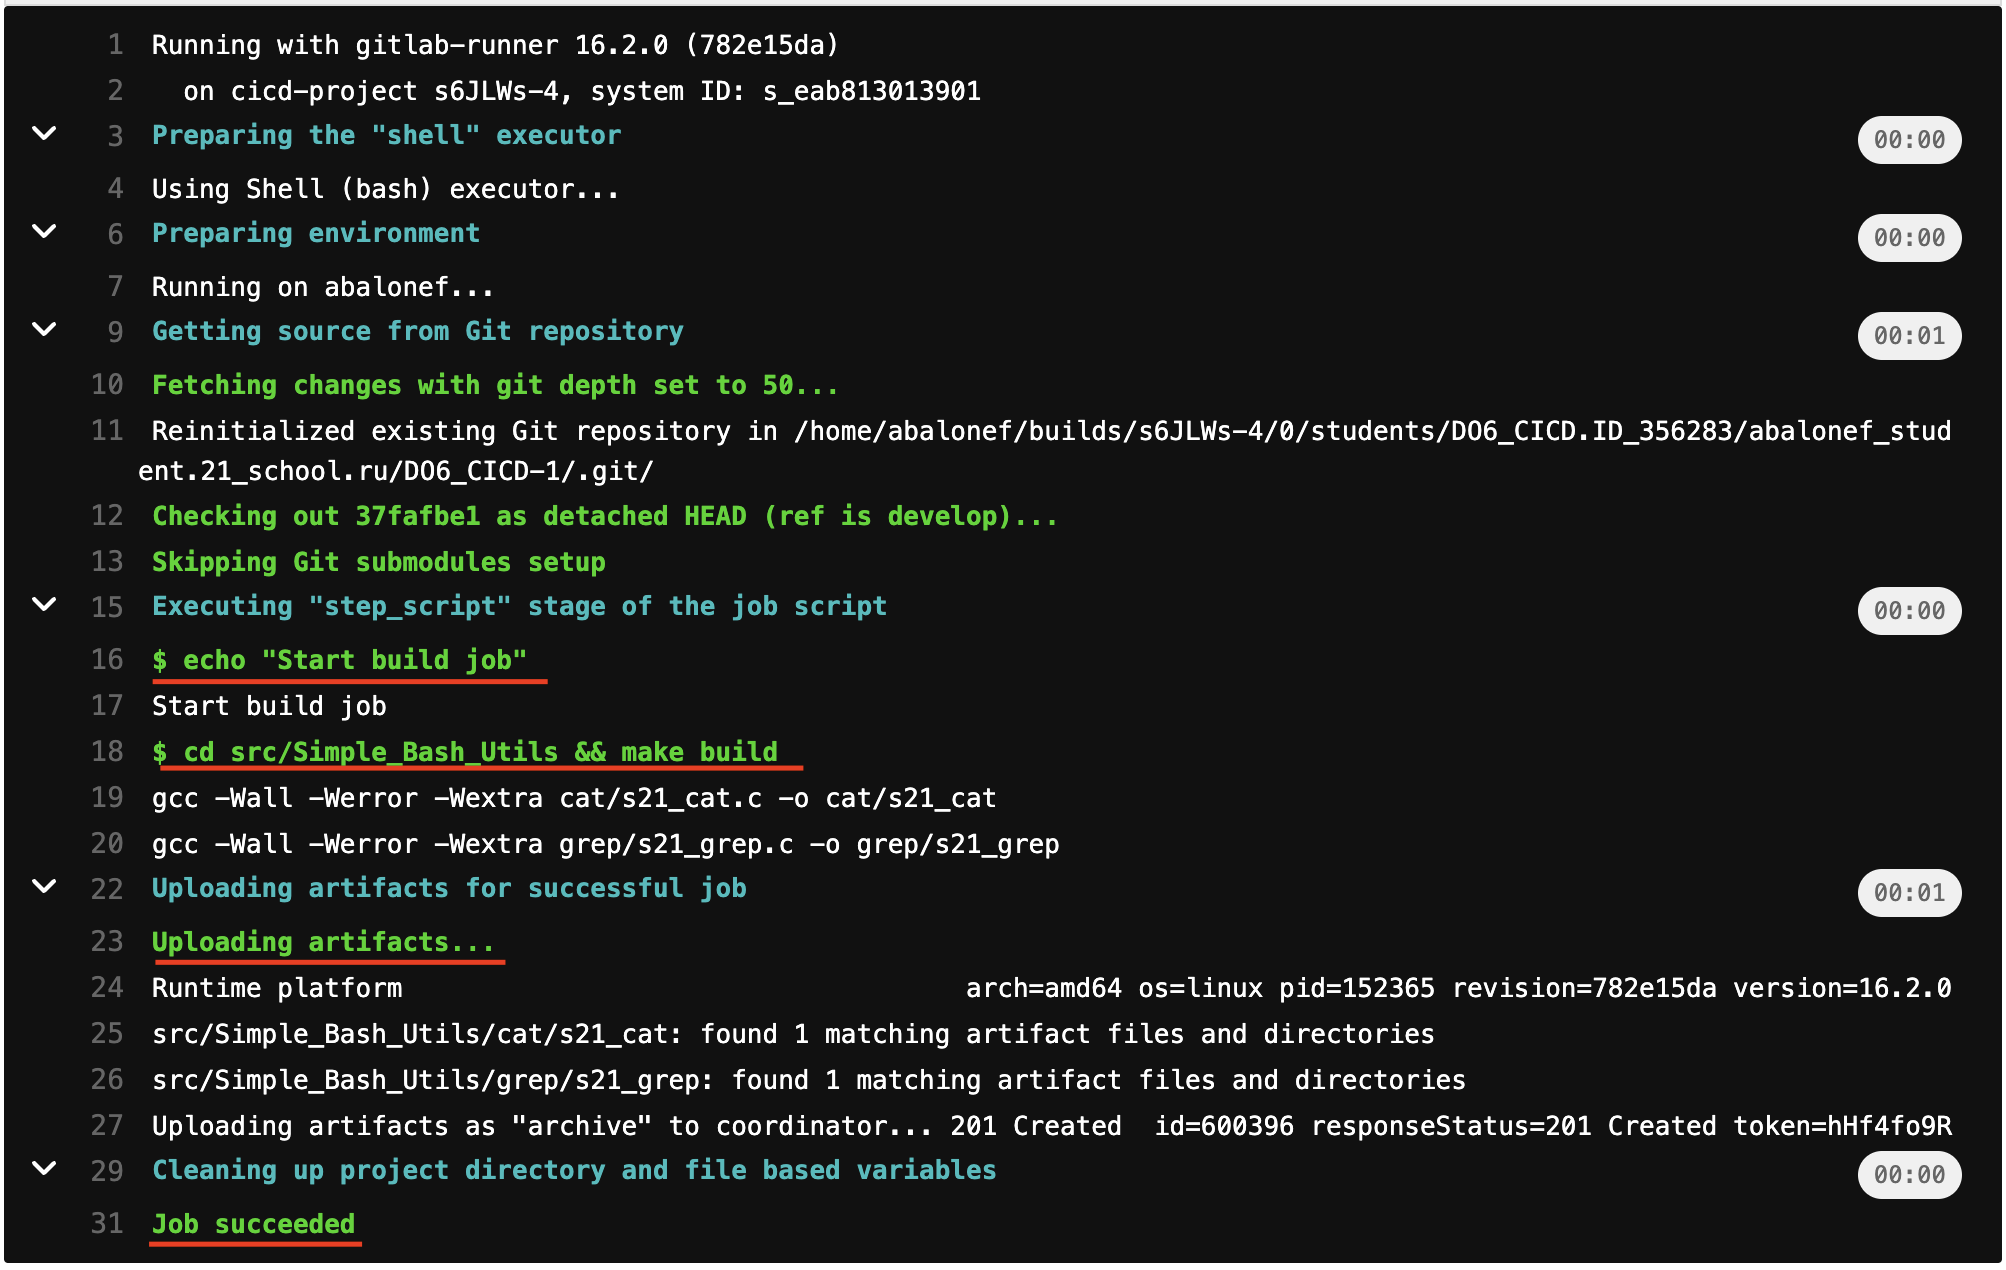 1 Running with gitlab-runner 16.2.0 (782e15da)
2 on cicd-project s6JLWs-4, system ID: s_eab813013901
3 Preparing the "shell" executor 00:00
4 Using Shell (bash) executor...
6 Preparing environment 00:00
7 Running on abalonef...
9 Getting source from Git repository 00:01
10 Fetching changes with git depth set to 50...
11 Reinitialized existing Git repository in /home/abalonef/builds/s6JLWs-4/0/students/DO6_CICD.ID_356283/abalonef_stud
ent.21_school.ru/DO6_CICD-1/.git/
12 Checking out 37fafbe1 as detached HEAD (ref is develop)...
13 Skipping Git submodules setup
15 Executing "step_script" stage of the job script 00:00
16 $ echo "Start build job"
17 Start build job
18 $ cd src/Simple_Bash_Utils && make build
19 gcc -Wall -Werror -Wextra cat/s21_cat.c -o cat/s21_cat
20 gcc -Wall -Werror -Wextra grep/s21_grep.c -o grep/s21_grep
22 Uploading artifacts for successful job 00:01
23 Uploading artifacts...
24 Runtime platform arch=amd64 os=linux pid=152365 revision=782e15da version=16.2.0
25 src/Simple_Bash_Utils/cat/s21_cat: found 1 matching artifact files and directories
26 src/Simple_Bash_Utils/grep/s21_grep: found 1 matching artifact files and directories
27 Uploading artifacts as "archive" to coordinator... 201 Created id=600396 responseStatus=201 Created token=hHf4fo9R
29 Cleaning up project directory and file based variables 00:00
31 Job succeeded